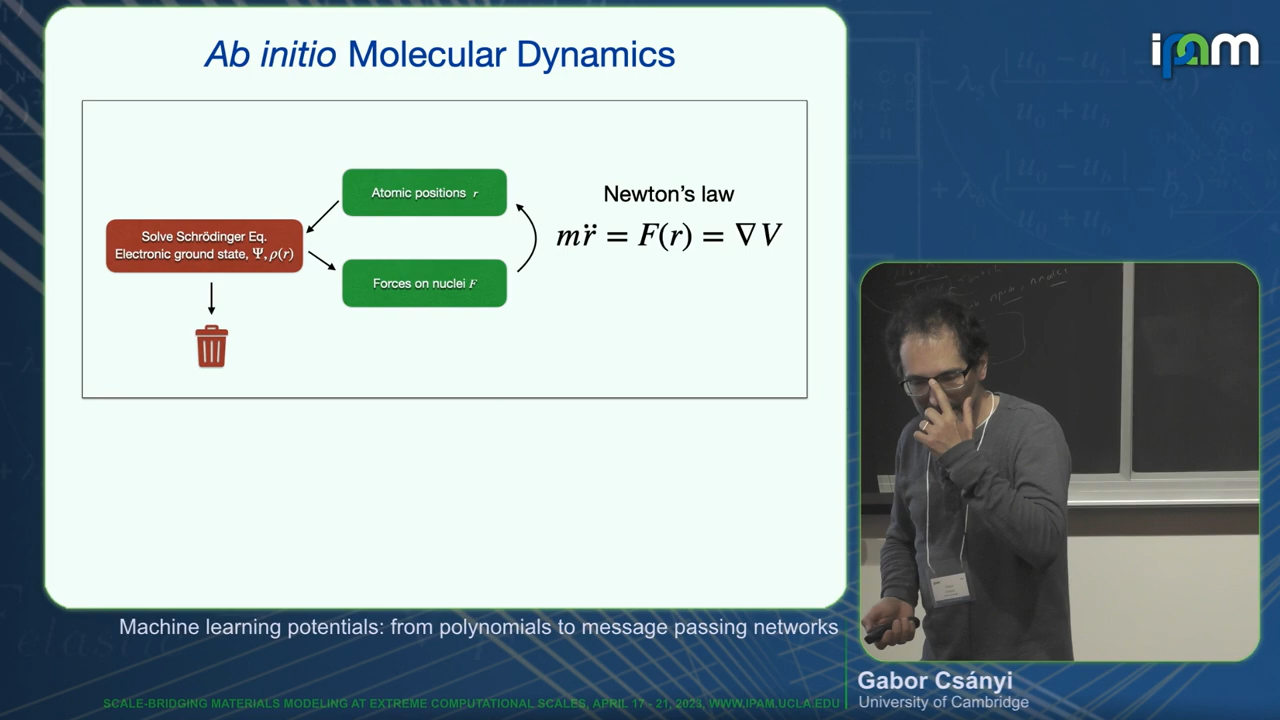 Ab initio Molecular Dynamics
ipam
Atomic positions r
Newton's law
Solve Schrödinger Eq.
Electronic ground state, Ψ, ρ(r)
mr̈ = F(r) = ∇V
Forces on nuclei F
Machine learning potentials: from polynomials to message passing networks
Gabor Csányi
University of Cambridge
SCALE-BRIDGING MATERIALS MODELING AT EXTREME COMPUTATIONAL SCALES, APRIL 17 - 21, 2023, WWW.IPAM.UCLA.EDU